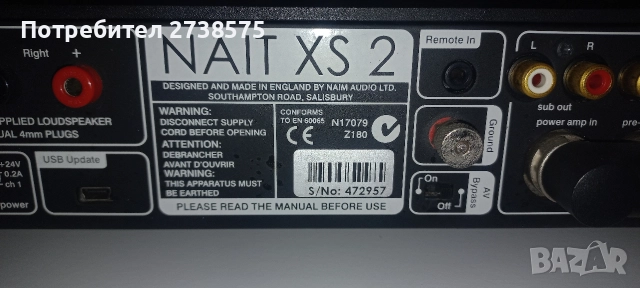 Потребител 2738575
Right +
PPLIED LOUDSPEAKER
UAL 4mm PLUGS
+24V
0.2A
ch 1
power
USB Update
NAIT XS 2
DESIGNED AND MADE IN ENGLAND BY NAIM AUDIO LTD.
SOUTHAMPTON ROAD, SALISBURY
WARNING:
DISCONNECT SUPPLY
CORD BEFORE OPENING
ATTENTION:
DEBRANCHER
AVANT D'OUVRIR
WARNING:
THIS APPARATUS MUST
BE EARTHED
CONFORMS
TO EN 60065
N17079
Z180
CE
S/No: 472957
PLEASE READ THE MANUAL BEFORE USE
Remote In
Ground
On
Off
AV
Bypass
L R
sub out
pre-
power amp in
BAZAR
bg